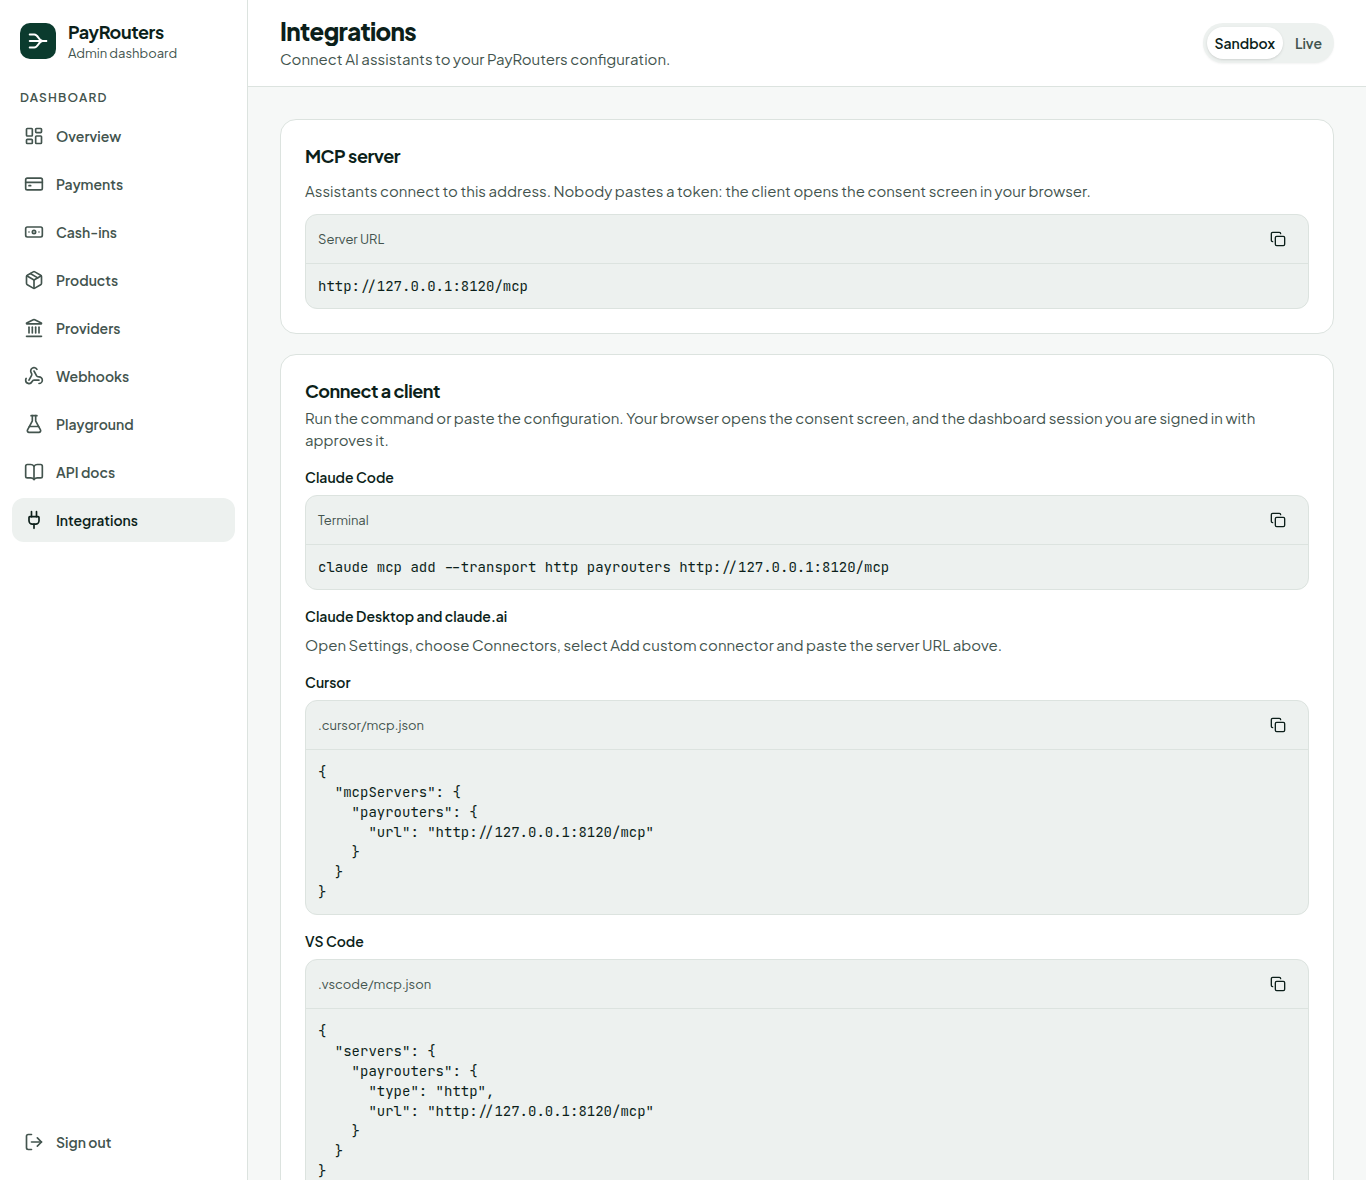 PayRouters
Admin dashboard
DASHBOARD
Overview
Payments
Cash-ins
Products
Providers
Webhooks
Playground
API docs
Integrations
Sign out
Integrations
Connect AI assistants to your PayRouters configuration.
Sandbox
Live
MCP server
Assistants connect to this address. Nobody pastes a token: the client opens the consent screen in your browser.
Server URL
http://127.0.0.1:8120/mcp
Connect a client
Run the command or paste the configuration. Your browser opens the consent screen, and the dashboard session you are signed in with
approves it.
Claude Code
Terminal
claude mcp add --transport http payrouters http://127.0.0.1:8120/mcp
Claude Desktop and claude.ai
Open Settings, choose Connectors, select Add custom connector and paste the server URL above.
Cursor
.cursor/mcp.json
{
  "mcpServers": {
    "payrouters": {
      "url": "http://127.0.0.1:8120/mcp"
    }
  }
}
VS Code
.vscode/mcp.json
{
  "servers": {
    "payrouters": {
      "type": "http",
      "url": "http://127.0.0.1:8120/mcp"
    }
  }
}